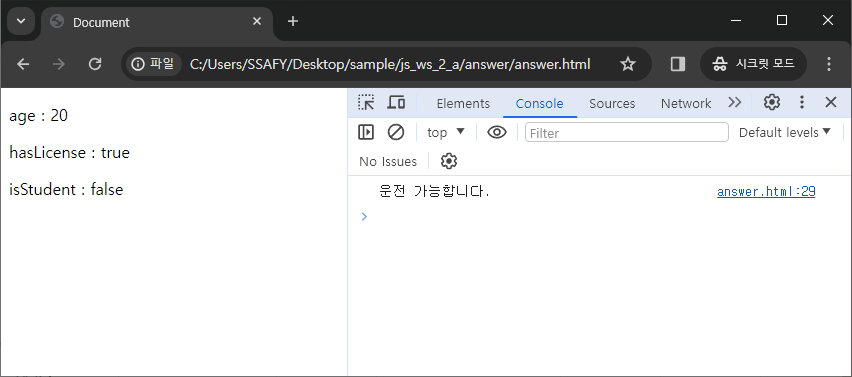 Document
파일 C:/Users/SSAFY/Desktop/sample/js_ws_2_a/answer/answer.html 시크릿 모드
age : 20
hasLicense : true
isStudent : false
Elements Console Sources Network
top Filter Default levels
No Issues
운전 가능합니다. answer.html:29